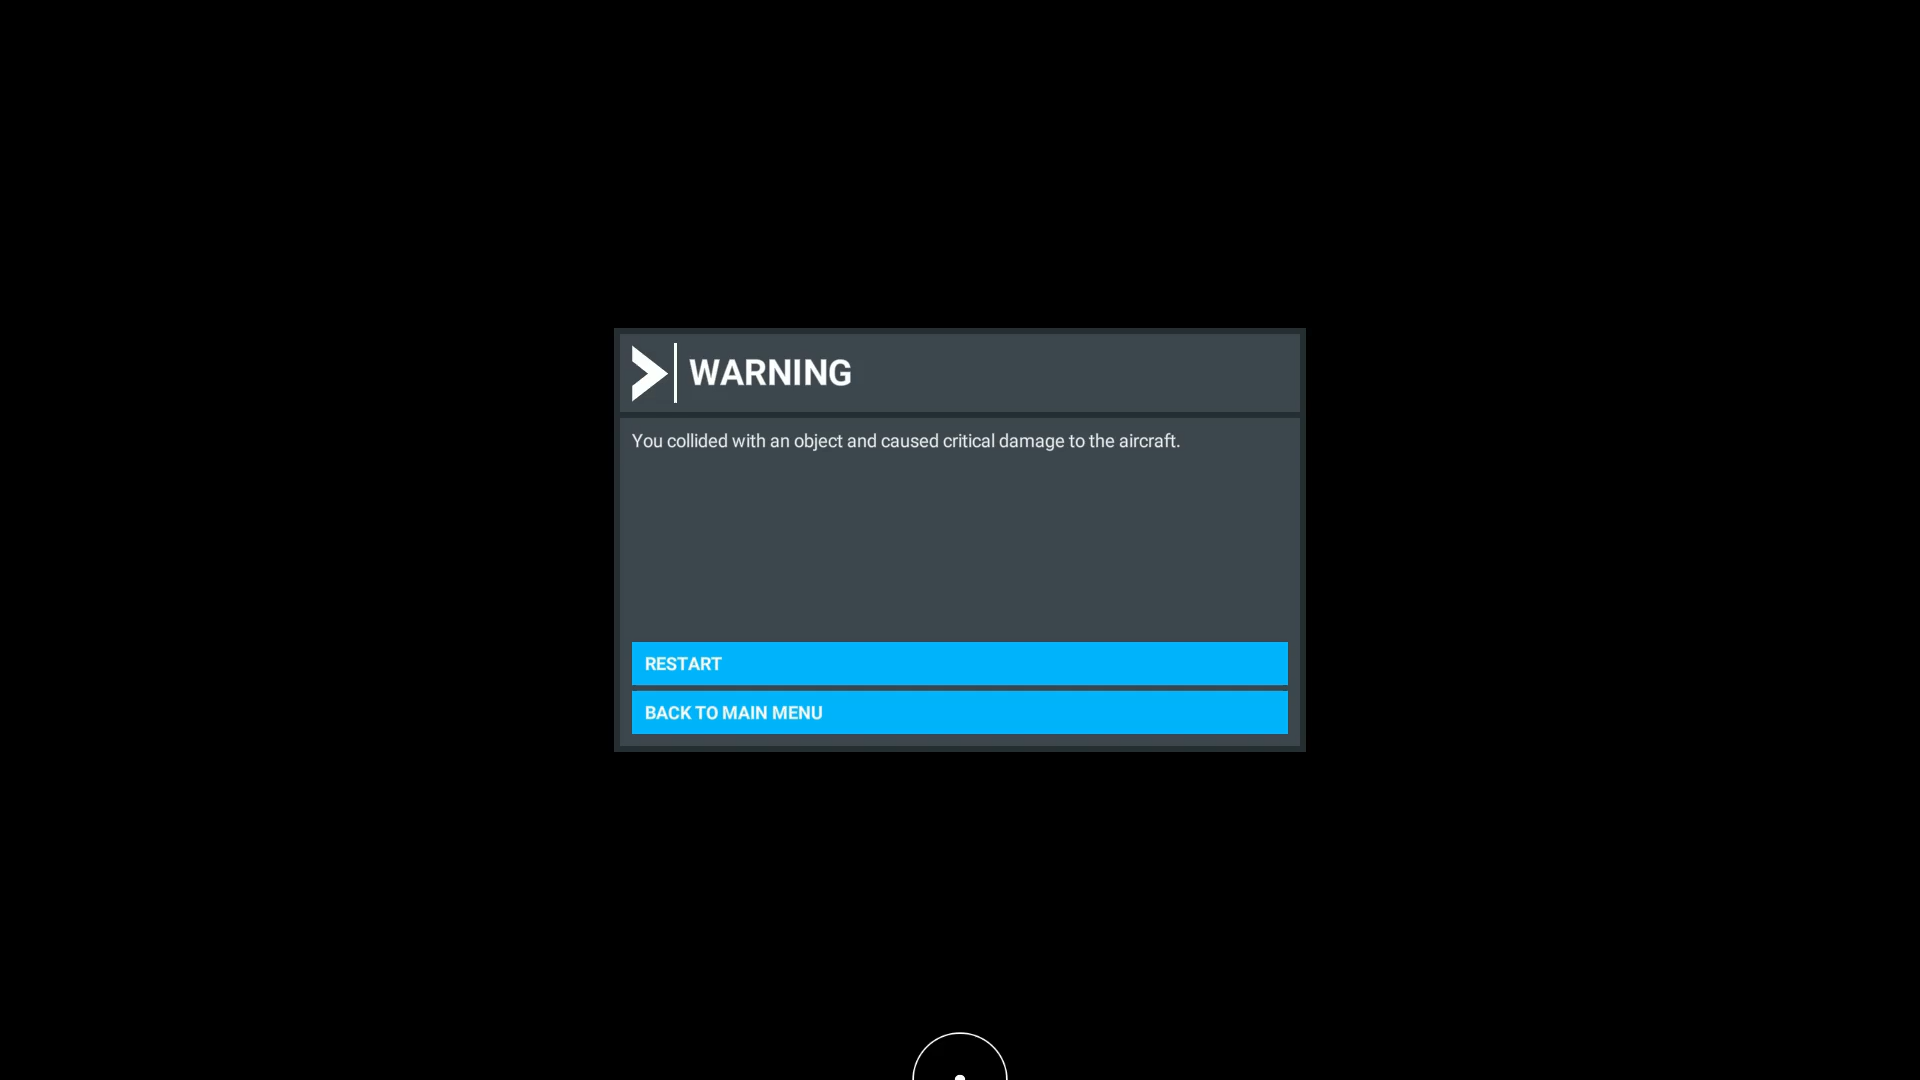 WARNING
You collided with an object and caused critical damage to the aircraft.
RESTART
BACK TO MAIN MENU